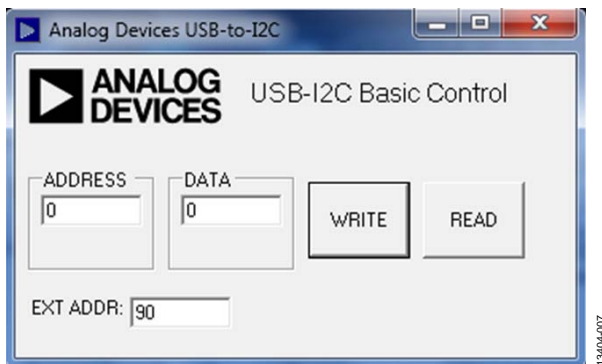 Analog Devices USB-to-I2C
ANALOG
DEVICES
USB-I2C Basic Control
ADDRESS
DATA
0
0
WRITE
READ
EXT ADDR: 90
13404-007